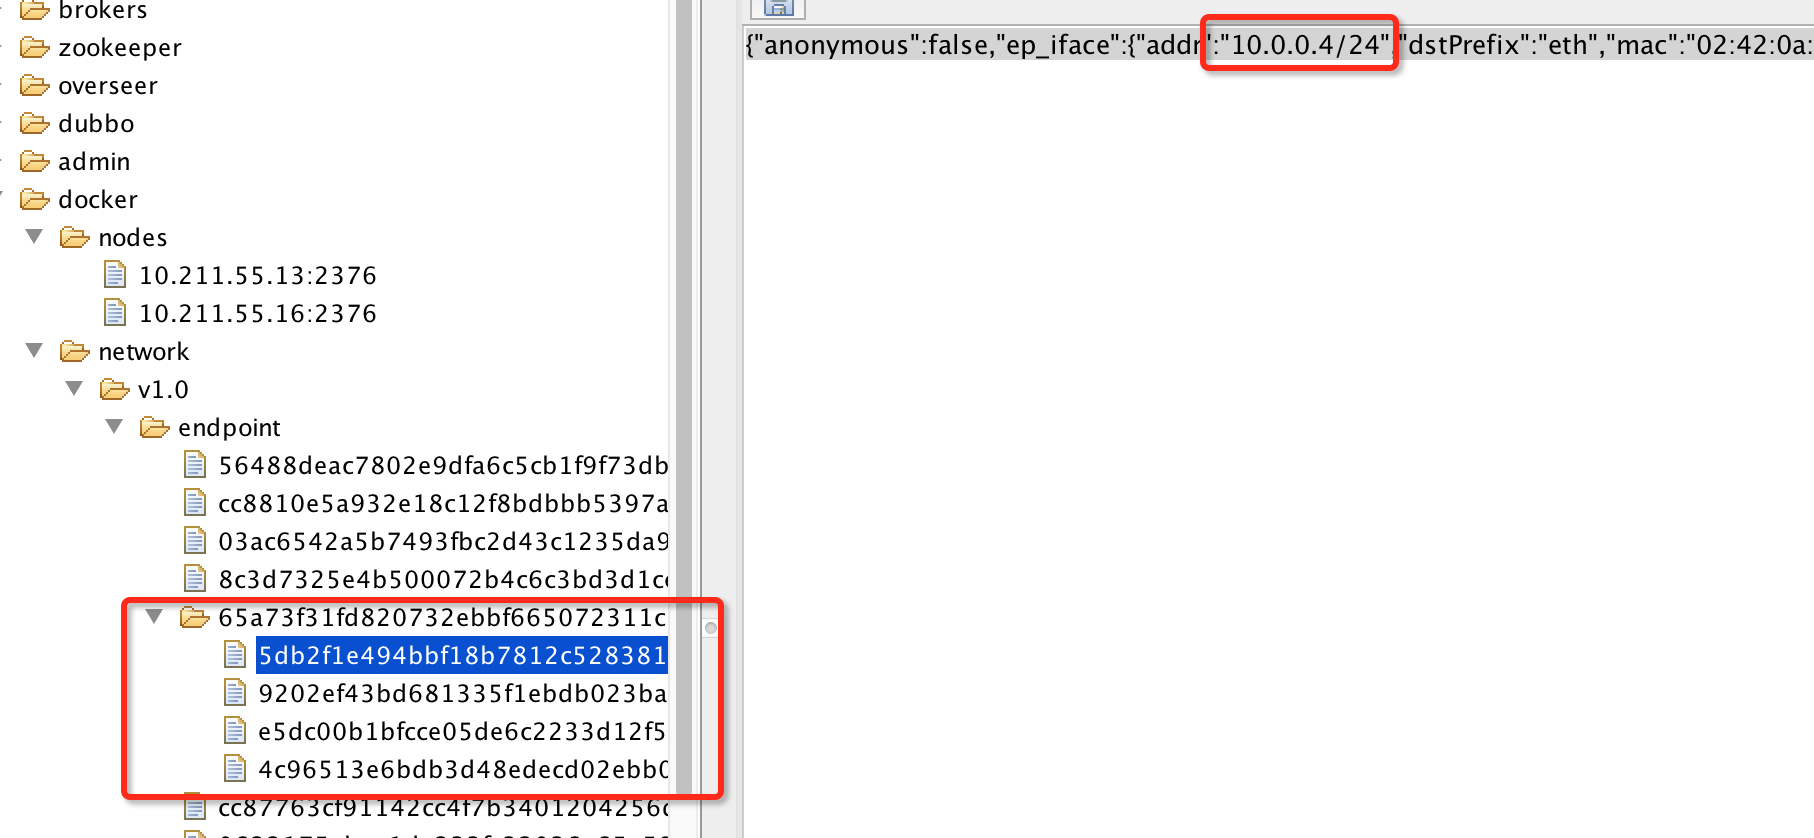 brokers
zookeeper
overseer
dubbo
admin
docker
nodes
10.211.55.13:2376
10.211.55.16:2376
network
v1.0
endpoint
56488deac7802e9dfa6c5cb1f9f73db
cc8810e5a932e18c12f8bdbbb5397a
03ac6542a5b7493fbc2d43c1235da9
8c3d7325e4b500072b4c6c3bd3d1c
65a73f31fd820732ebbf665072311c
5db2f1e494bbf18b7812c528381
9202ef43bd681335f1ebdb023ba
e5dc00b1bfcce05de6c2233d12f5
4c96513e6bdb3d48edecd02ebb0
cc87763cf91142cc4f7b3401204256c
{"anonymous":false,"ep_iface":{"addr":"10.0.0.4/24","dstPrefix":"eth","mac":"02:42:0a: